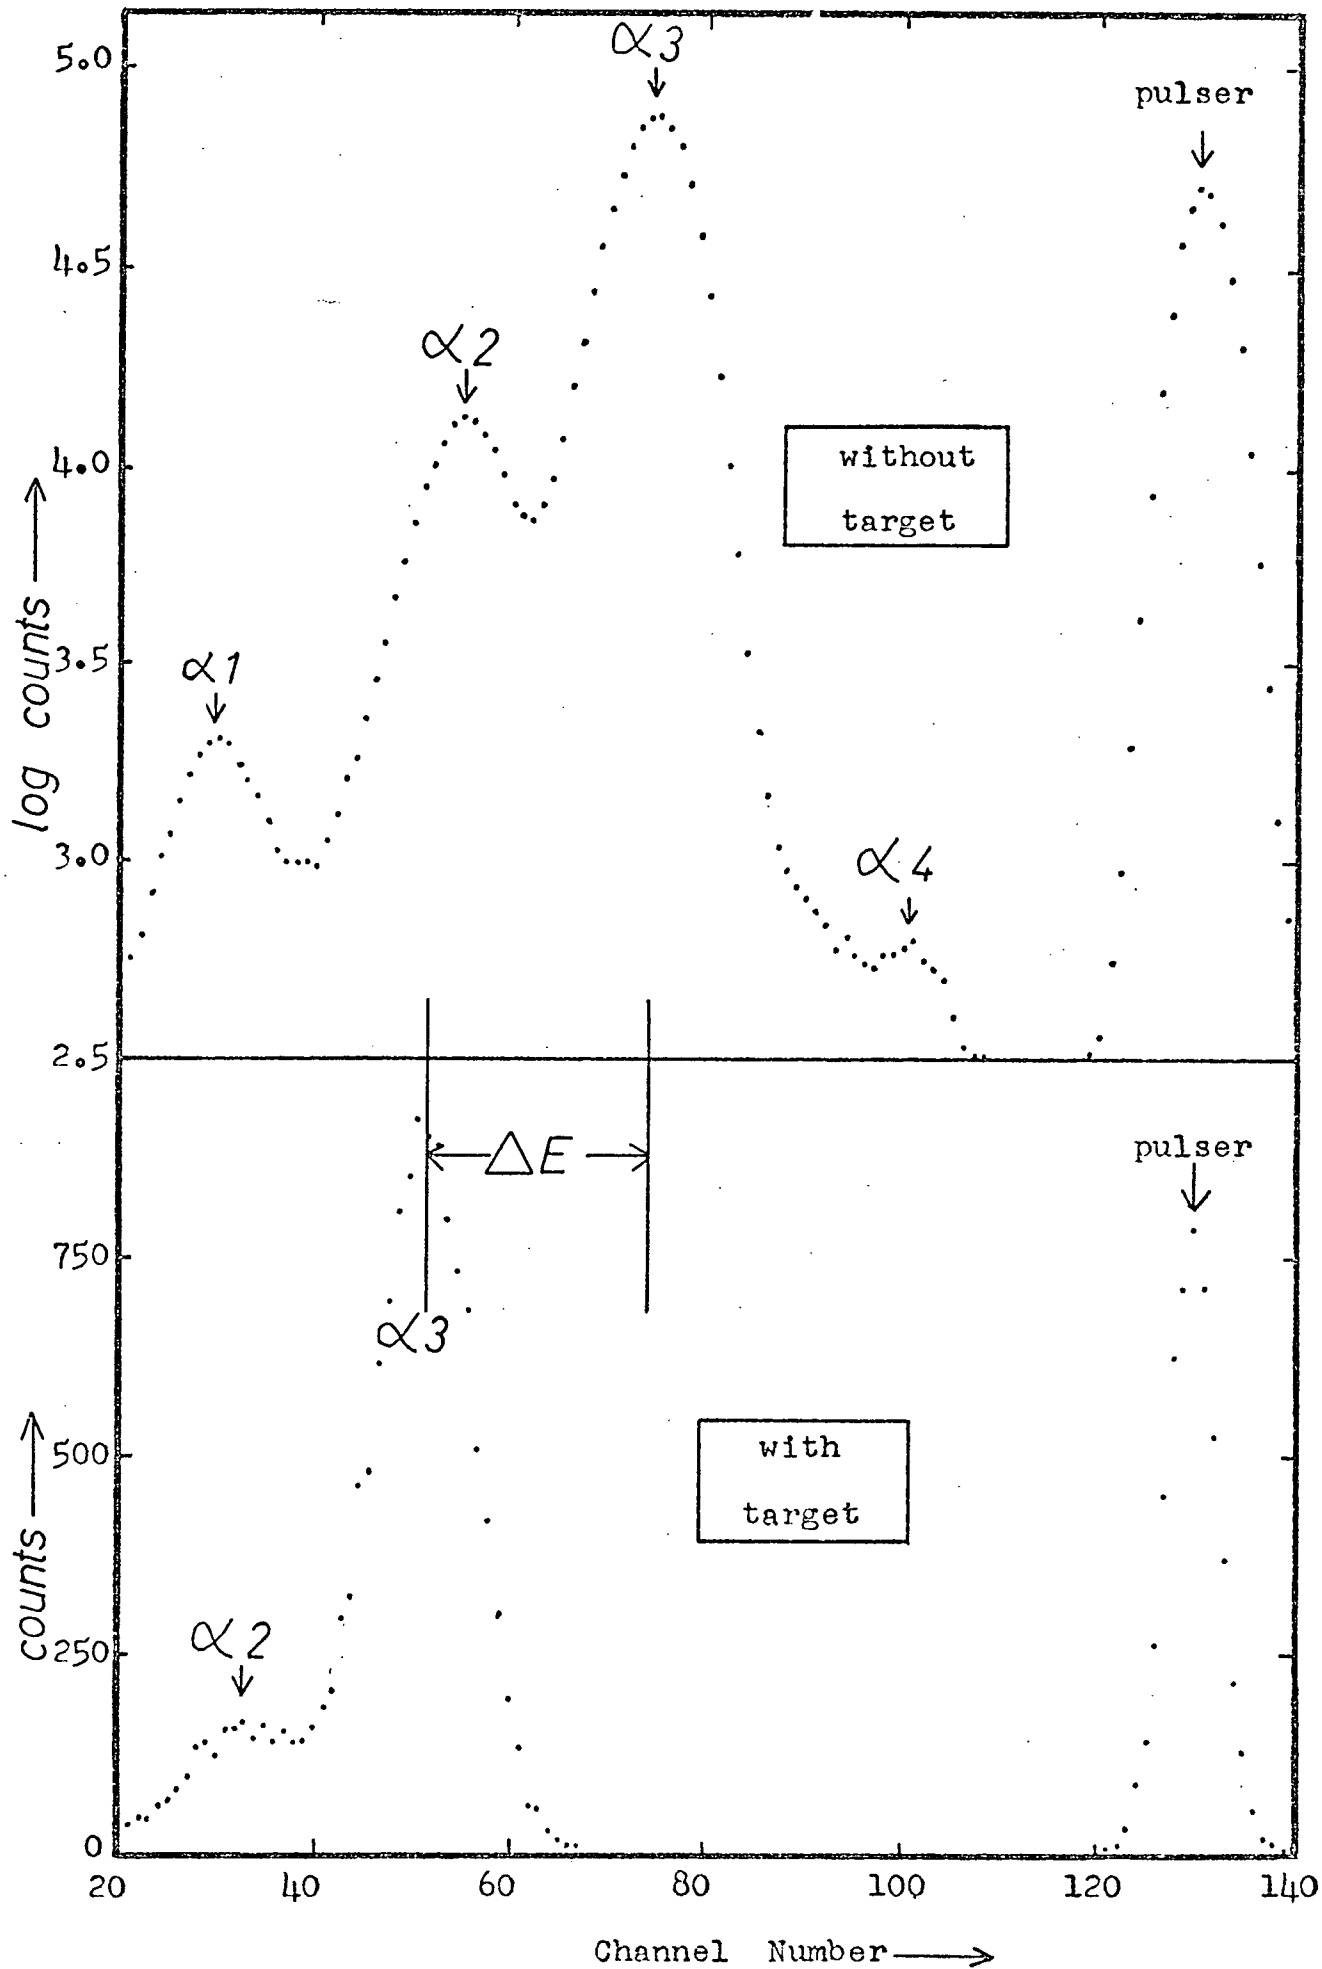 α3
5.0
pulser
4.5
α2
4.0
without
target
log counts
3.5
α1
3.0
α4
2.5
ΔE
pulser
750
α3
500
with
target
counts
α2
250
0
20 40 60 80 100 120 140
Channel Number